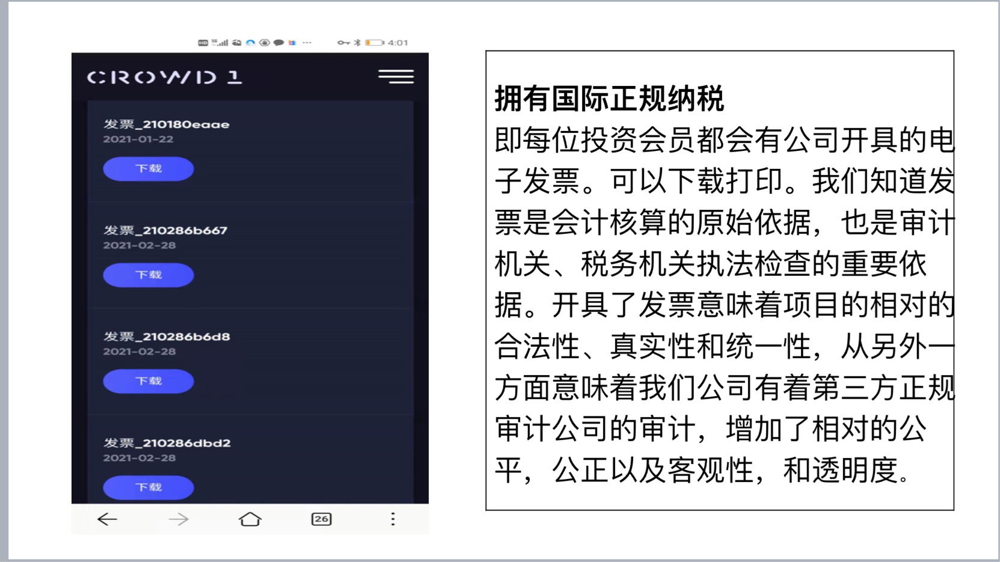 HD 5G 4:01
CROWD 1
发票_210180eaae
2021-01-22
下载
发票_210286b667
2021-02-28
下载
发票_210286b6d8
2021-02-28
下载
发票_210286dbd2
2021-02-28
下载
26
拥有国际正规纳税
即每位投资会员都会有公司开具的电
子发票。可以下载打印。我们知道发
票是会计核算的原始依据，也是审计
机关、税务机关执法检查的重要依
据。开具了发票意味着项目的相对的
合法性、真实性和统一性，从另外一
方面意味着我们公司有着第三方正规
审计公司的审计，增加了相对的公
平，公正以及客观性，和透明度。